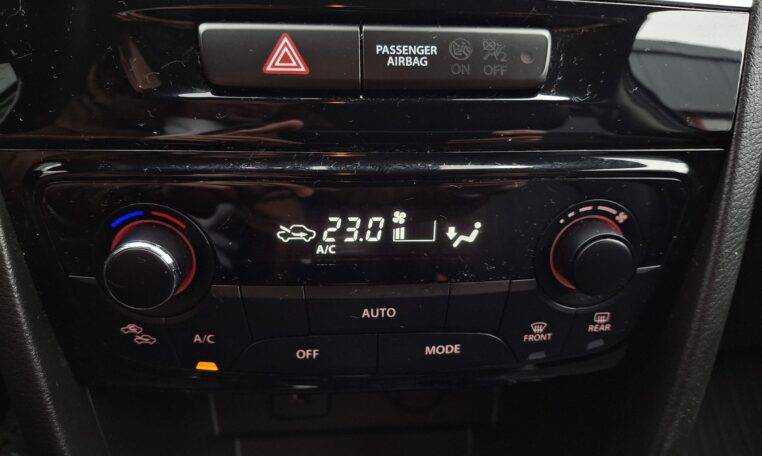 PASSENGER
AIRBAG
ON
OFF
23.0
A/C
AUTO
A/C
OFF
MODE
FRONT
REAR